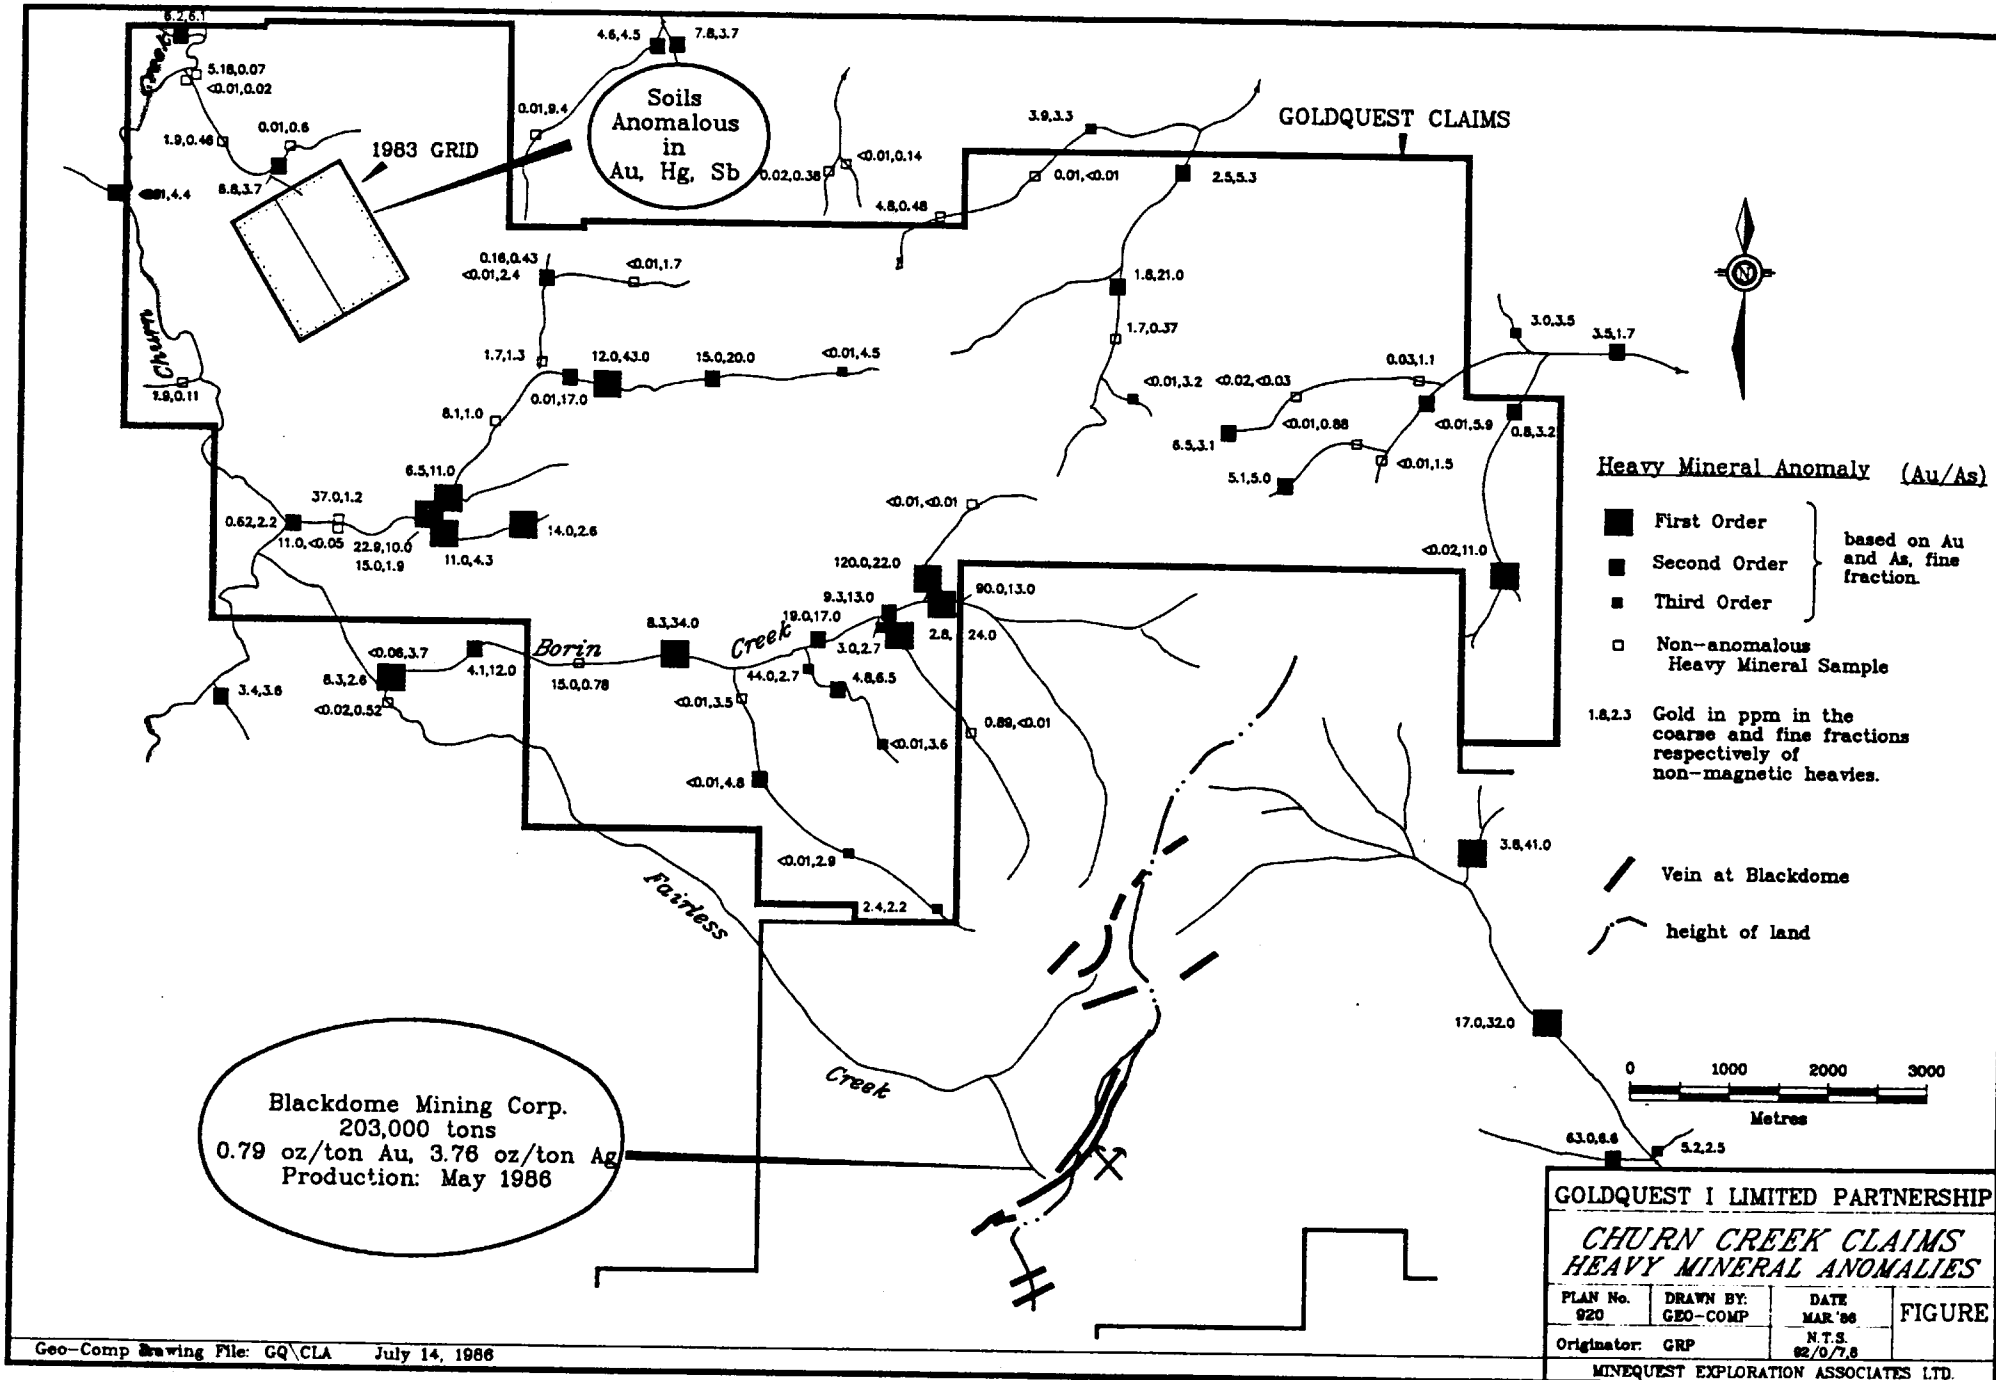 6.2,6.1
Creek
5.18,0.07
<0.01,0.02
1.9,0.46
0.01,0.6
8.8,3.7
1983 GRID
4.4
4.6,4.5
7.8,3.7
0.01,9.4
Soils
Anomalous
in
Au, Hg, Sb
0.02,0.38
<0.01,0.14
3.9,3.3
0.01,<0.01
4.8,0.48
2.5,5.3
GOLDQUEST CLAIMS
N
Churn
1.9,0.11
0.16,0.43
<0.01,2.4
<0.01,1.7
1.7,1.3
12.0,43.0
15.0,20.0
<0.01,4.5
0.01,17.0
8.1,1.0
1.8,21.0
1.7,0.37
<0.01,3.2
<0.02,<0.03
0.03,1.1
3.0,3.5
3.5,1.7
<0.01,0.88
<0.01,5.9
0.8,3.2
6.5,3.1
<0.01,1.5
5.1,5.0
6.5,11.0
37.0,1.2
0.62,2.2
11.0,<0.05
22.9,10.0
15.0,1.9
11.0,4.3
14.0,2.6
<0.01,<0.01
120.0,22.0
90.0,13.0
9.3,13.0
19.0,17.0
2.8, 24.0
3.0,2.7
<0.02,11.0
8.3,34.0
Borin
Creek
<0.06,3.7
8.3,2.6
4.1,12.0
15.0,0.78
44.0,2.7
4.8,6.5
<0.01,3.5
<0.02,0.52
3.4,3.6
<0.01,3.6
0.89,<0.01
<0.01,4.8
<0.01,2.9
2.4,2.2
Fairless
Creek
3.8,41.0
17.0,32.0
63.0,6.6
5.2,2.5
Heavy Mineral Anomaly (Au/As)
First Order
Second Order
Third Order
based on Au
and As, fine
fraction.
Non-anomalous
Heavy Mineral Sample
1.8,2.3 Gold in ppm in the
coarse and fine fractions
respectively of
non-magnetic heavies.
Vein at Blackdome
height of land
0 1000 2000 3000
Metres
Blackdome Mining Corp.
203,000 tons
0.79 oz/ton Au, 3.76 oz/ton Ag
Production: May 1986
GOLDQUEST I LIMITED PARTNERSHIP
CHURN CREEK CLAIMS
HEAVY MINERAL ANOMALIES
PLAN No.
920
DRAWN BY:
GEO-COMP
DATE
MAR '86
FIGURE
Originator: GRP
N.T.S.
92/0/7,8
MINEQUEST EXPLORATION ASSOCIATES LTD.
Geo-Comp Drawing File: GQ\CLA July 14, 1986